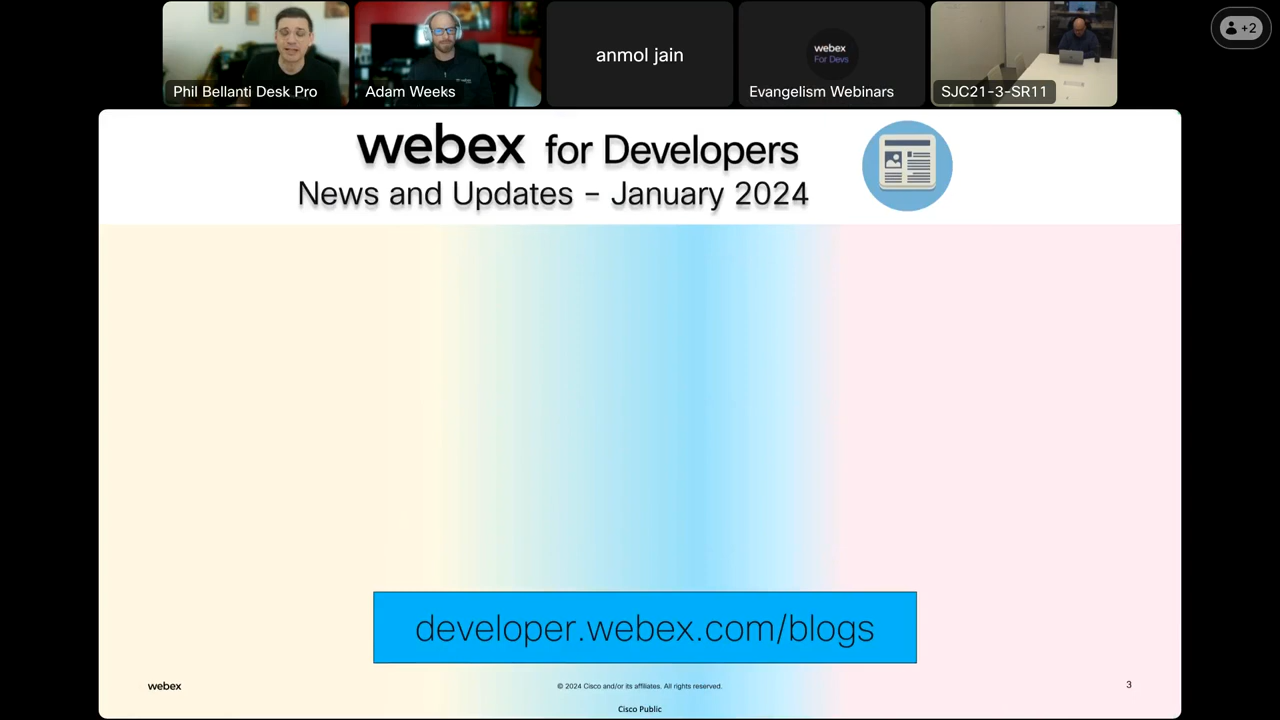 Phil Bellanti Desk Pro
Adam Weeks
anmol jain
webex
For Devs
Evangelism Webinars
SJC21-3-SR11
+2
webex for Developers
News and Updates – January 2024
developer.webex.com/blogs
webex
© 2024 Cisco and/or its affiliates. All rights reserved.
3
Cisco Public